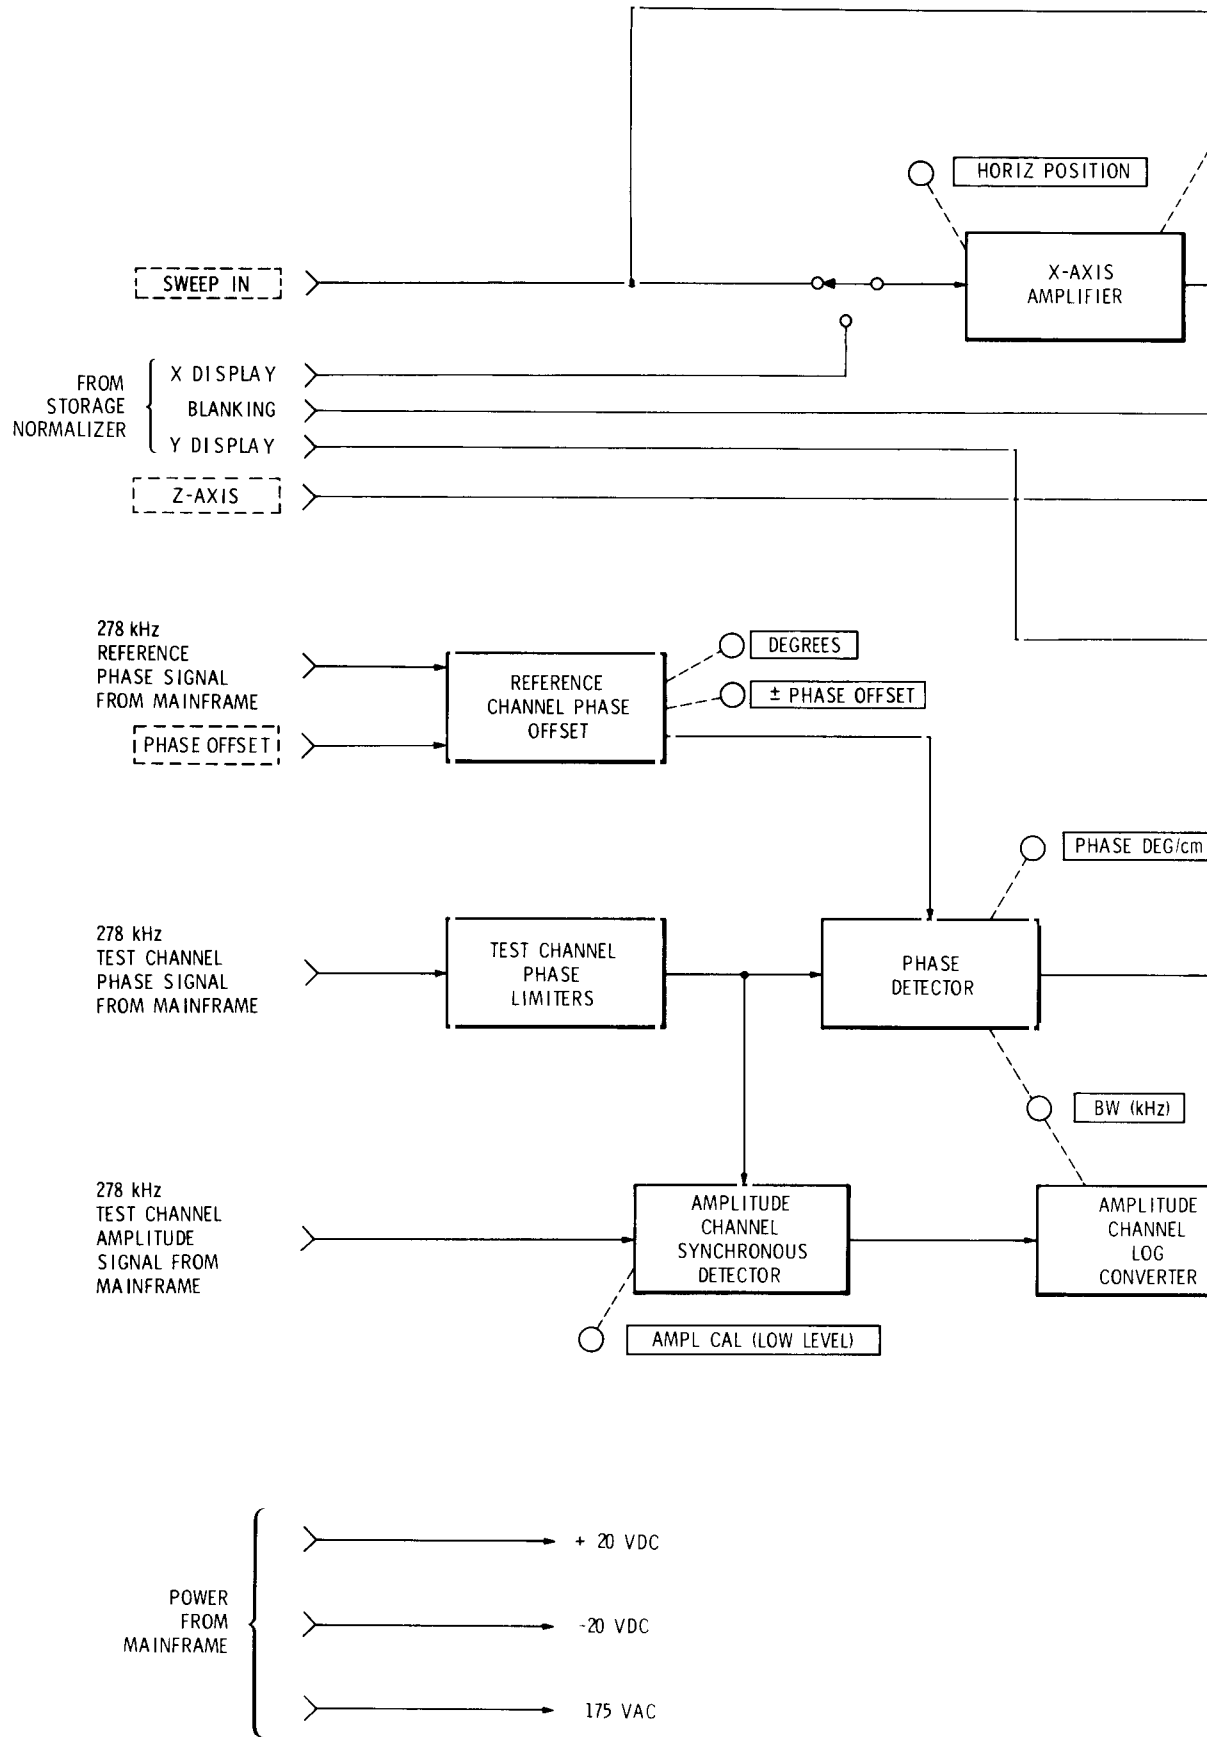 HORIZ POSITION
SWEEP IN
X-AXIS
AMPLIFIER
FROM
STORAGE
NORMALIZER
X DISPLAY
BLANKING
Y DISPLAY
Z-AXIS
278 kHz
REFERENCE
PHASE SIGNAL
FROM MAINFRAME
PHASE OFFSET
REFERENCE
CHANNEL PHASE
OFFSET
DEGREES
± PHASE OFFSET
PHASE DEG/cm
278 kHz
TEST CHANNEL
PHASE SIGNAL
FROM MAINFRAME
TEST CHANNEL
PHASE
LIMITERS
PHASE
DETECTOR
BW (kHz)
278 kHz
TEST CHANNEL
AMPLITUDE
SIGNAL FROM
MAINFRAME
AMPLITUDE
CHANNEL
SYNCHRONOUS
DETECTOR
AMPLITUDE
CHANNEL
LOG
CONVERTER
AMPL CAL (LOW LEVEL)
POWER
FROM
MAINFRAME
+ 20 VDC
-20 VDC
175 VAC